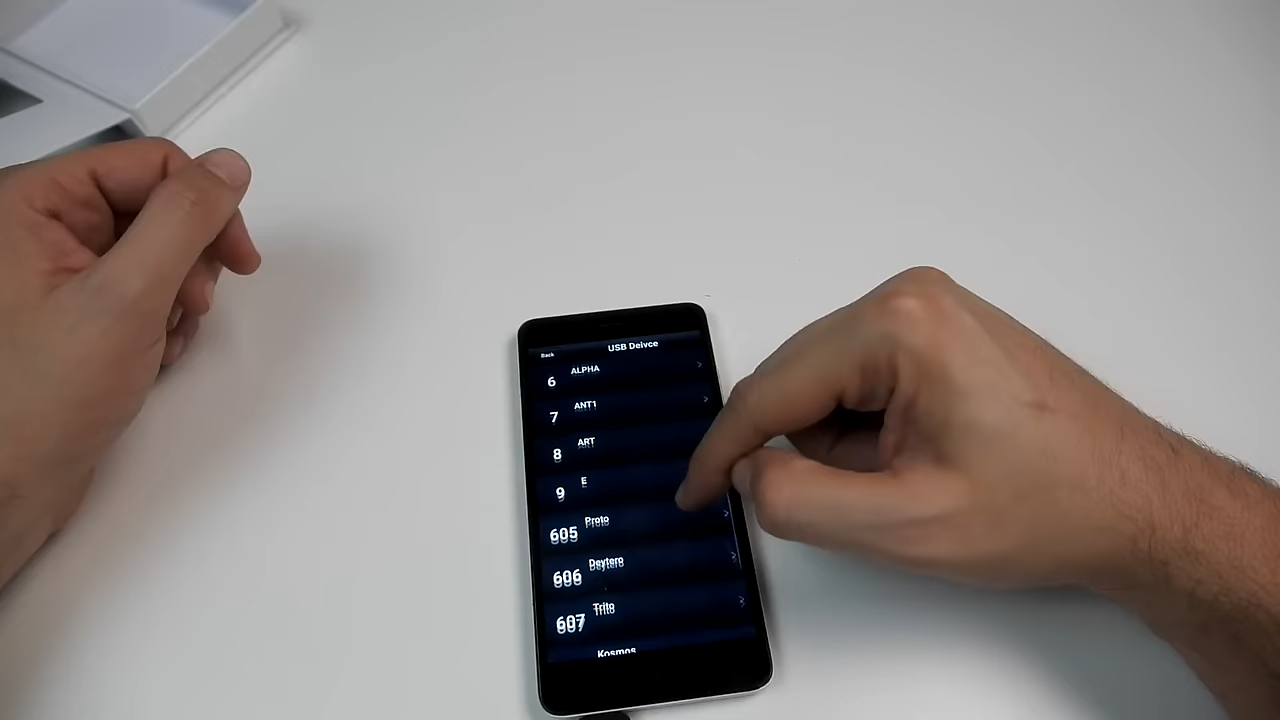 Back
USB Deivce
6 ALPHA
7 ANT1
8 ART
9 E
605 Proto
606 Deytero
607 Trito
Kosmos